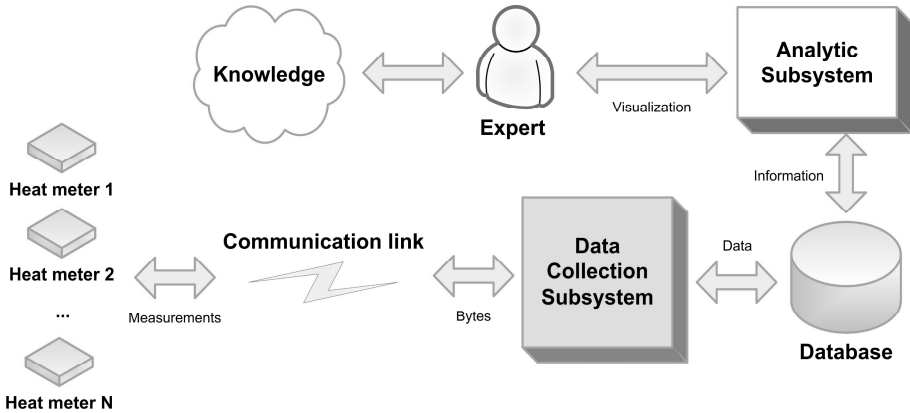 Knowledge
Expert
Visualization
Analytic
Subsystem
Information
Heat meter 1
Heat meter 2
...
Heat meter N
Measurements
Communication link
Bytes
Data
Collection
Subsystem
Data
Database